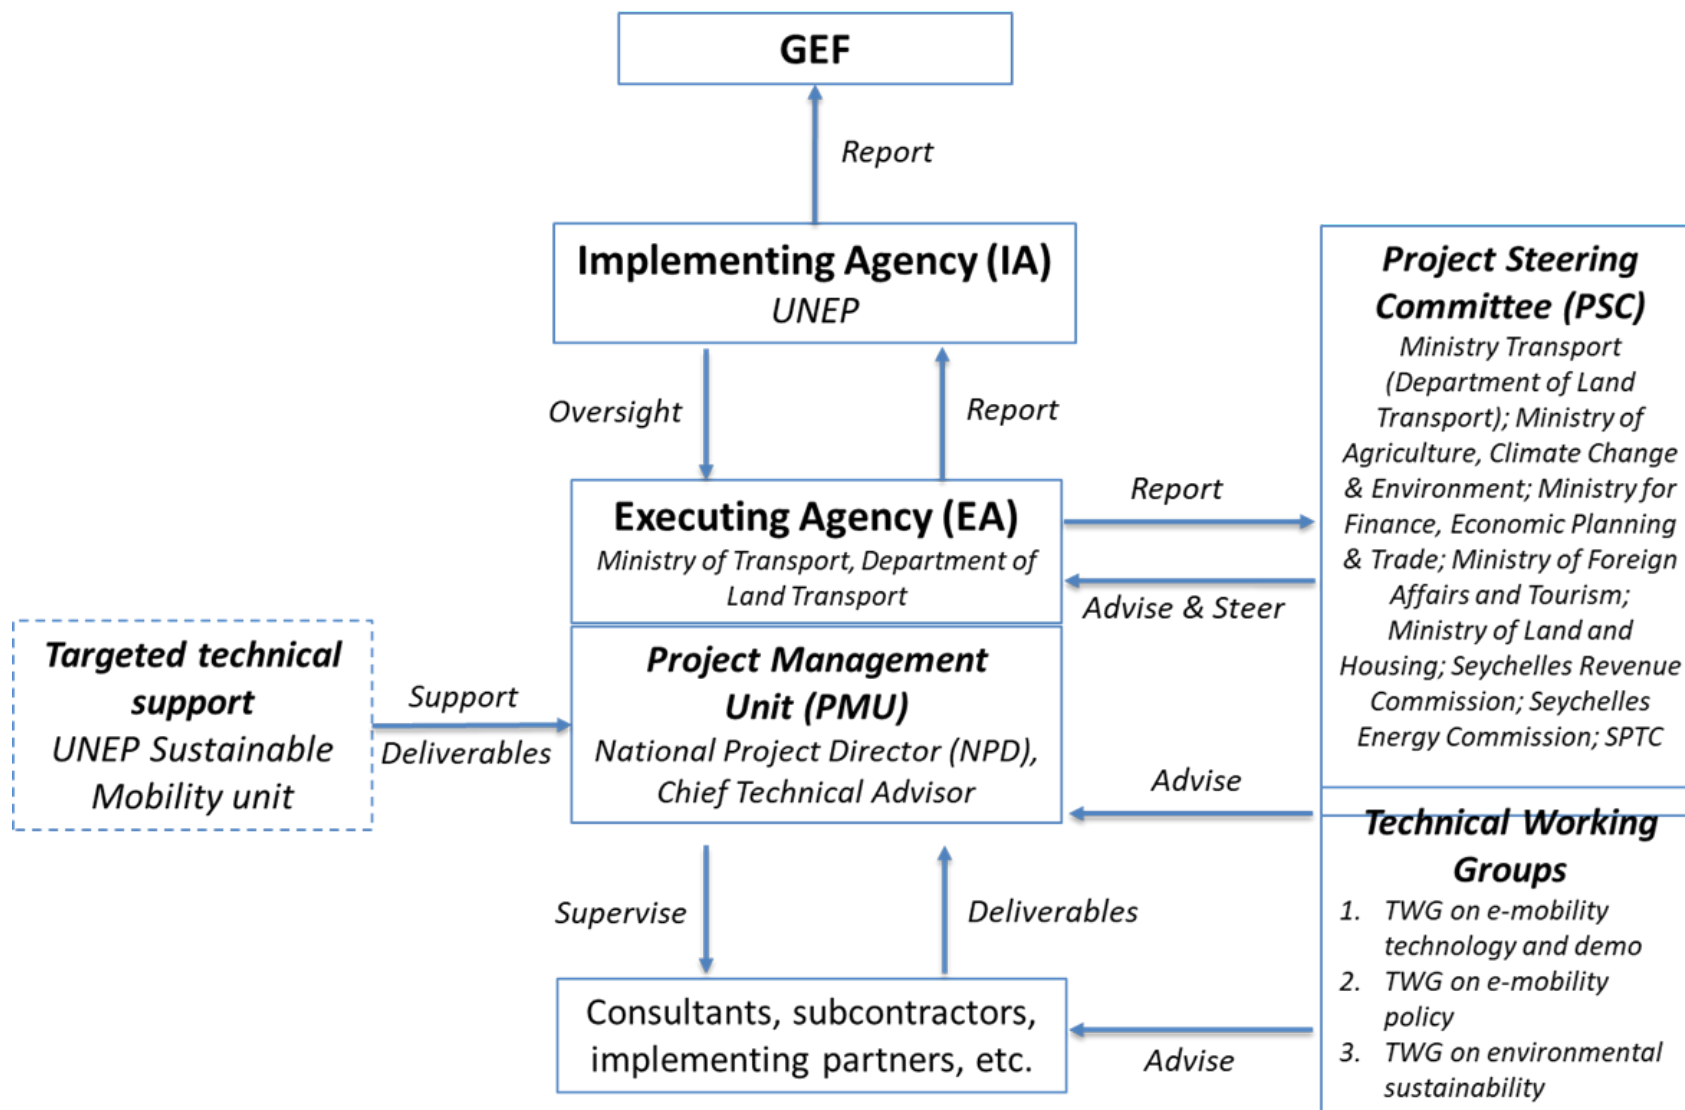 GEF
Report
Implementing Agency (IA)
UNEP
Oversight
Report
Executing Agency (EA)
Ministry of Transport, Department of
Land Transport
Report
Advise & Steer
Project Steering
Committee (PSC)
Ministry Transport
(Department of Land
Transport); Ministry of
Agriculture, Climate Change
& Environment; Ministry for
Finance, Economic Planning
& Trade; Ministry of Foreign
Affairs and Tourism;
Ministry of Land and
Housing; Seychelles Revenue
Commission; Seychelles
Energy Commission; SPTC
Targeted technical
support
UNEP Sustainable
Mobility unit
Support
Deliverables
Project Management
Unit (PMU)
National Project Director (NPD),
Chief Technical Advisor
Advise
Technical Working
Groups
1. TWG on e-mobility
technology and demo
2. TWG on e-mobility
policy
3. TWG on environmental
sustainability
Supervise
Deliverables
Consultants, subcontractors,
implementing partners, etc.
Advise